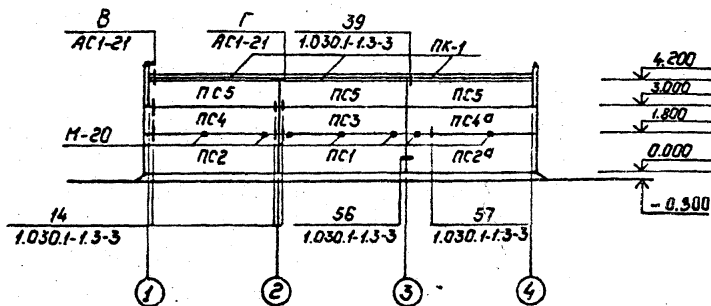 В Г 39
АС1-21 АС1-21 1.030.1-1.3-3 ПК-1
4.200
ПС5 ПС5 ПС5
3.000
ПС4 ПС3 ПС4а
1.800
М-20
ПС2 ПС1 ПС2а
0.000
-0.300
14 56 57
1.030.1-1.3-3 1.030.1-1.3-3 1.030.1-1.3-3
1 2 3 4